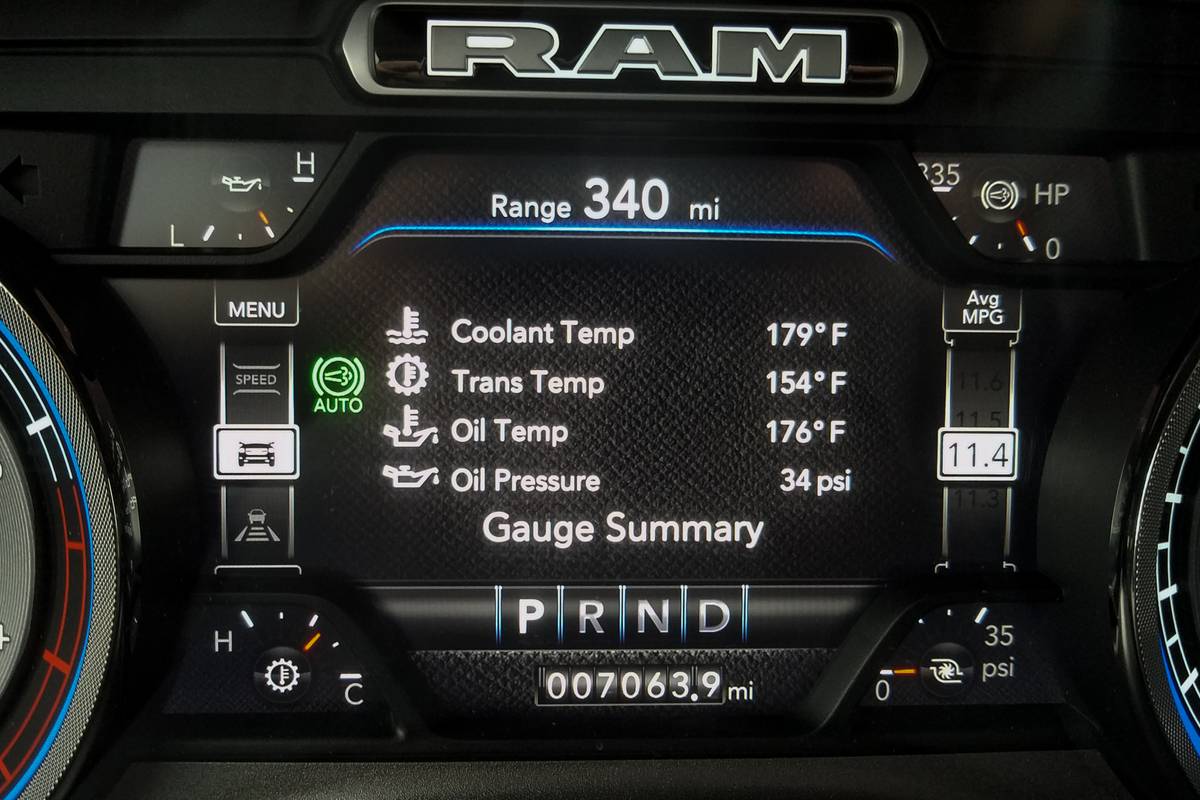 RAM
Range 340 mi
H
L
335
HP
0
MENU
SPEED
AUTO
Coolant Temp 179°F
Trans Temp 154°F
Oil Temp 176°F
Oil Pressure 34 psi
Gauge Summary
Avg
MPG
11.6
11.5
11.4
11.3
P R N D
007063.9 mi
H
C
35
psi
0